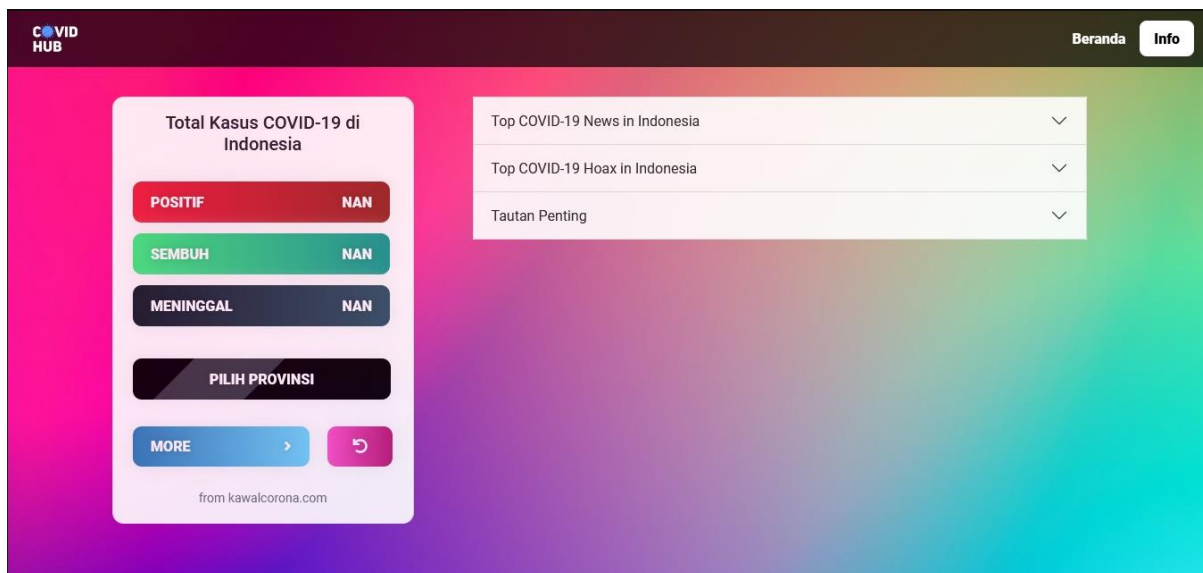 COVID
HUB
Beranda
Info
Total Kasus COVID-19 di
Indonesia
POSITIF NAN
SEMBUH NAN
MENINGGAL NAN
PILIH PROVINSI
MORE
from kawalcorona.com
Top COVID-19 News in Indonesia
Top COVID-19 Hoax in Indonesia
Tautan Penting